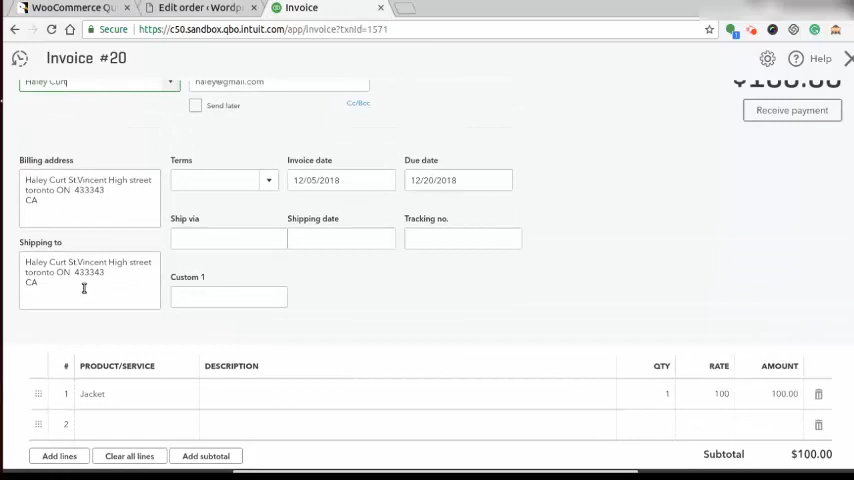 WooCommerce Qu
Edit order ‹ Wordp
Invoice
Secure https://c50.sandbox.qbo.intuit.com/app/invoice?txnId=1571
Invoice #20
Help
Haley Curt
haley@gmail.com
$100.00
Send later
Cc/Bcc
Receive payment
Billing address
Terms
Invoice date
Due date
Haley Curt St.Vincent High street
toronto ON 433343
CA
12/05/2018
12/20/2018
Ship via
Shipping date
Tracking no.
Shipping to
Haley Curt St.Vincent High street
toronto ON 433343
CA
Custom 1
# PRODUCT/SERVICE DESCRIPTION QTY RATE AMOUNT
1 Jacket 1 100 100.00
2
Add lines Clear all lines Add subtotal
Subtotal $100.00